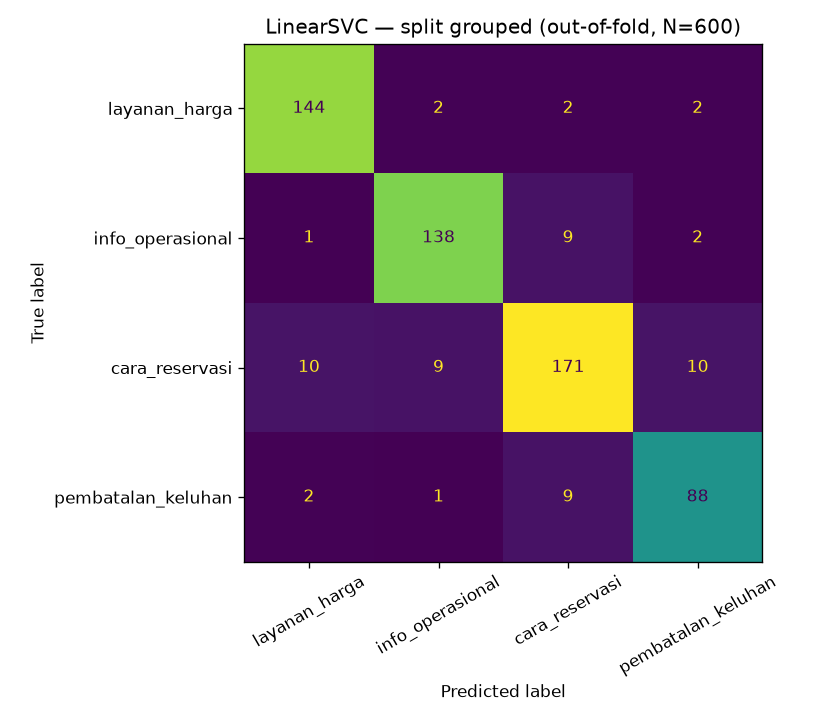 LinearSVC — split grouped (out-of-fold, N=600)
True label
layanan_harga 144 2 2 2
info_operasional 1 138 9 2
cara_reservasi 10 9 171 10
pembatalan_keluhan 2 1 9 88
layanan_harga info_operasional cara_reservasi pembatalan_keluhan
Predicted label